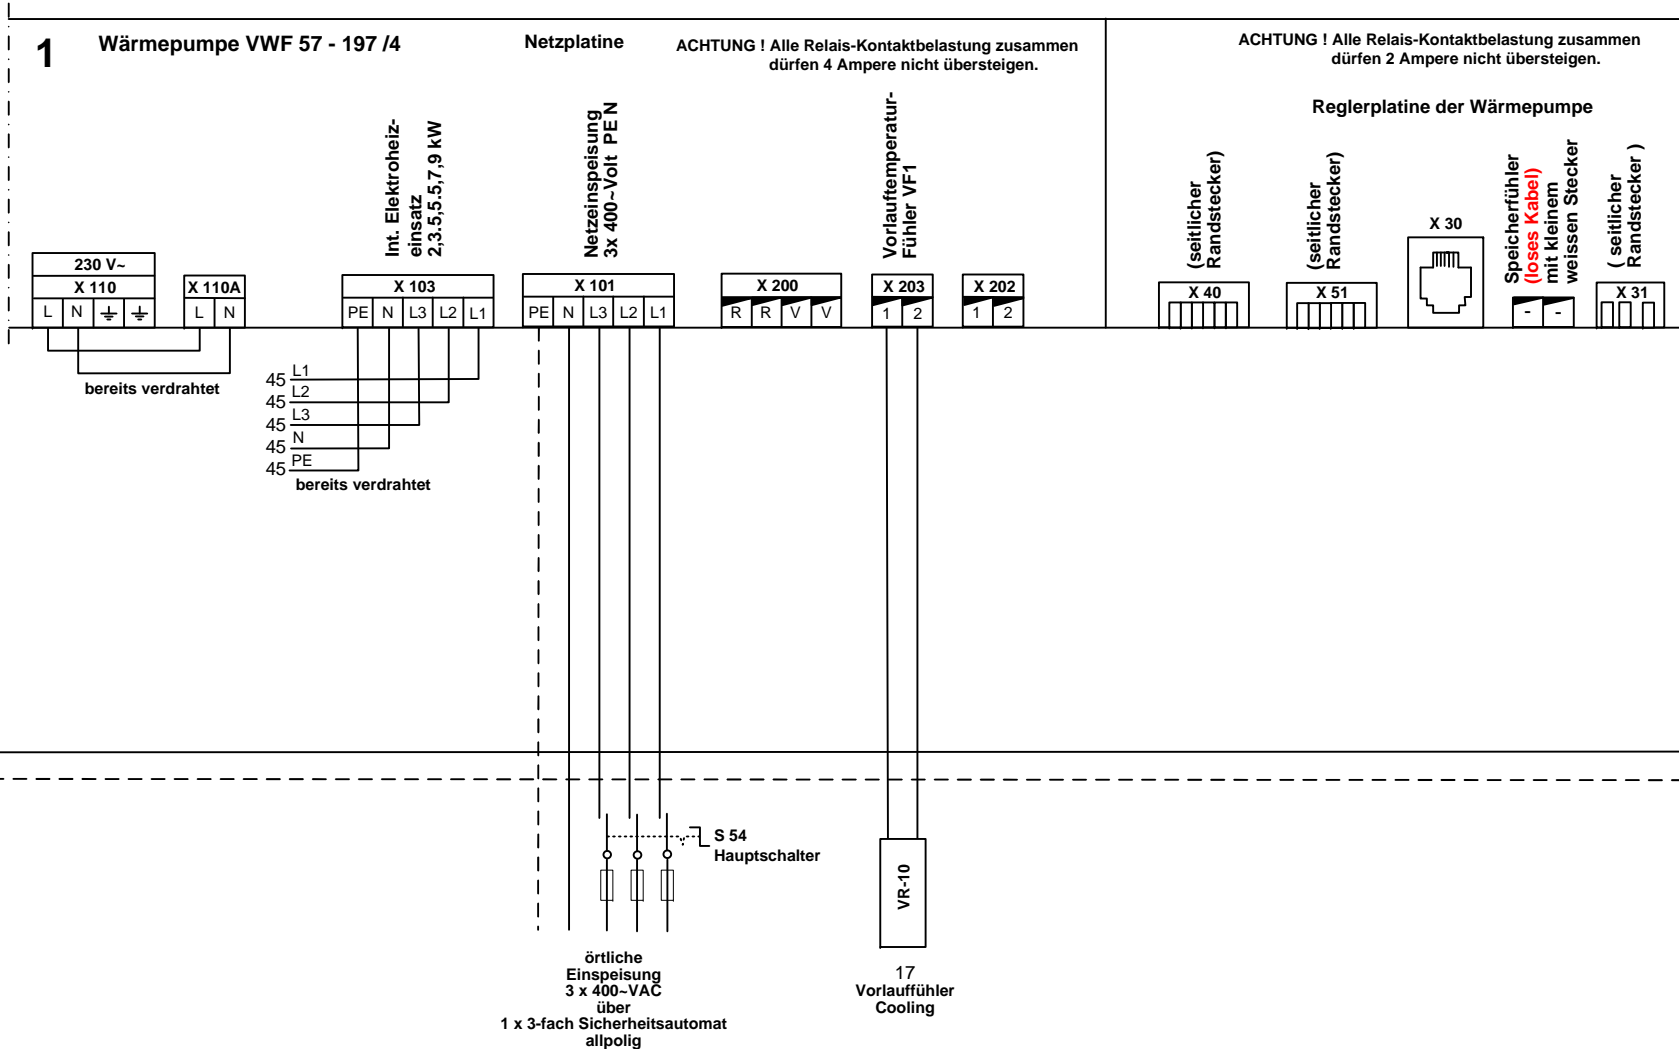 1
Wärmepumpe VWF 57 - 197 /4
Netzplatine
ACHTUNG ! Alle Relais-Kontaktbelastung zusammen
dürfen 4 Ampere nicht übersteigen.
ACHTUNG ! Alle Relais-Kontaktbelastung zusammen
dürfen 2 Ampere nicht übersteigen.
Reglerplatine der Wärmepumpe
Int. Elektroheiz-
einsatz
2,3.5,5.5,7,9 kW
Netzeinspeisung
3x 400~Volt PE N
Vorlauftemperatur-
Fühler VF1
(seitlicher
Randstecker)
(seitlicher
Randstecker)
X 30
Speicherfühler
(loses Kabel)
mit kleinem
weissen Stecker
( seitlicher
Randstecker )
230 V~
X 110
L N
X 110A
L N
X 103
PE N L3 L2 L1
X 101
PE N L3 L2 L1
X 200
R R V V
X 203
1 2
X 202
1 2
X 40
X 51
- -
X 31
bereits verdrahtet
45 L1
45 L2
45 L3
45 N
45 PE
bereits verdrahtet
S 54
Hauptschalter
VR-10
örtliche
Einspeisung
3 x 400~VAC
über
1 x 3-fach Sicherheitsautomat
allpolig
17
Vorlauffühler
Cooling